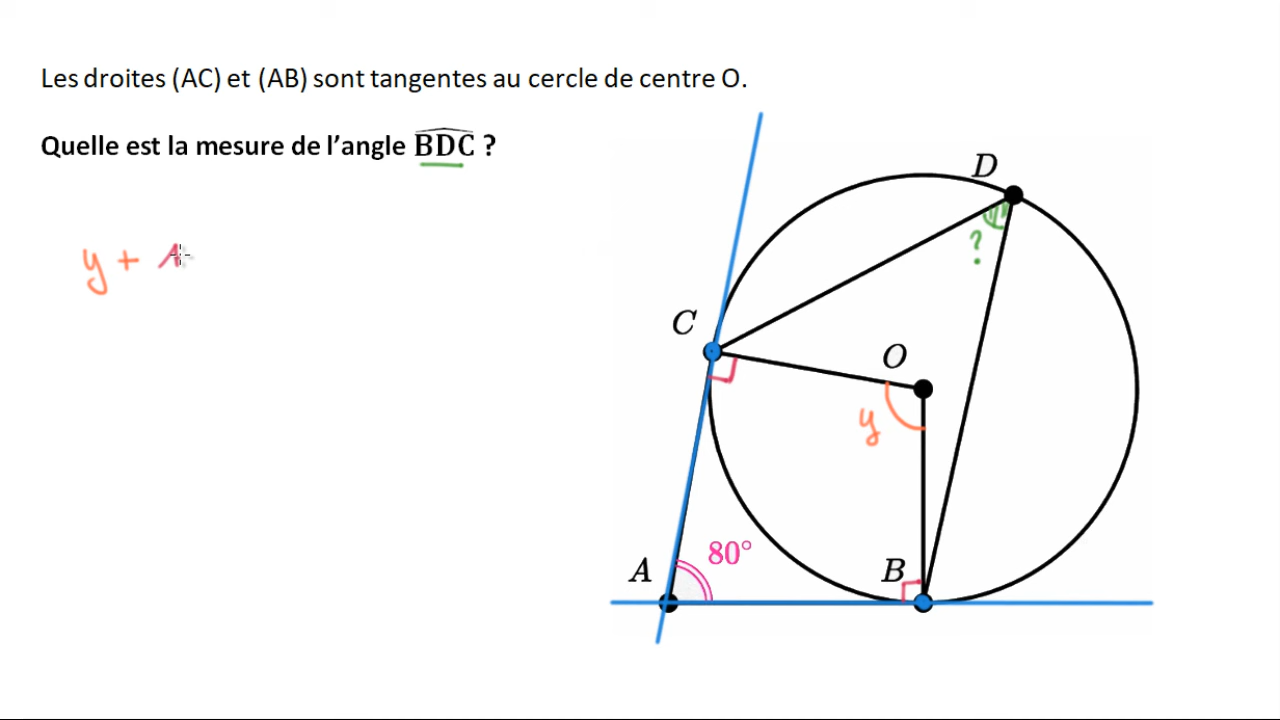 Les droites (AC) et (AB) sont tangentes au cercle de centre O.
Quelle est la mesure de l'angle BDC ?
D
y +
?
C
O
y
80°
A
B